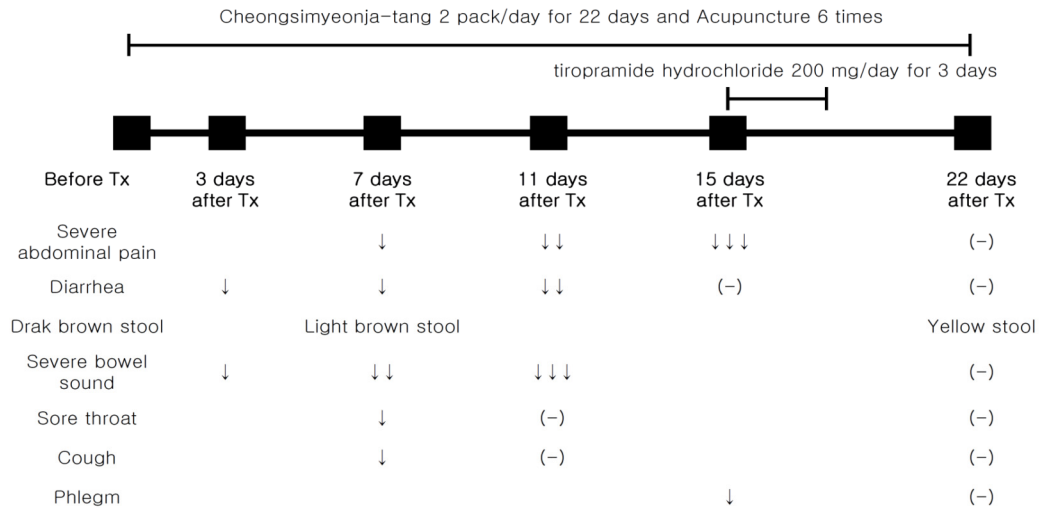 Cheongsimyeonja-tang 2 pack/day for 22 days and Acupuncture 6 times
tiropramide hydrochloride 200 mg/day for 3 days
Before Tx 3 days after Tx 7 days after Tx 11 days after Tx 15 days after Tx 22 days after Tx
Severe abdominal pain ↓ ↓↓ ↓↓↓ (-)
Diarrhea ↓ ↓ ↓↓ (-) (-)
Drak brown stool Light brown stool Yellow stool
Severe bowel sound ↓ ↓↓ ↓↓↓ (-)
Sore throat ↓ (-) (-)
Cough ↓ (-) (-)
Phlegm ↓ (-)